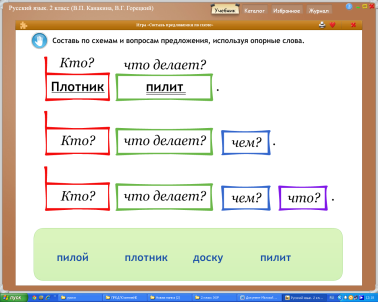 Русский язык. 2 класс (В.П. Канакина, В.Г. Горецкий)
Учебник Каталог Избранное Журнал
Игра «Составь предложения по схеме»
Составь по схемам и вопросам предложения, используя опорные слова.
Кто? что делает?
Плотник пилит .
Кто? что делает? чем? .
Кто? что делает? чем? что? .
пилой плотник доску пилит